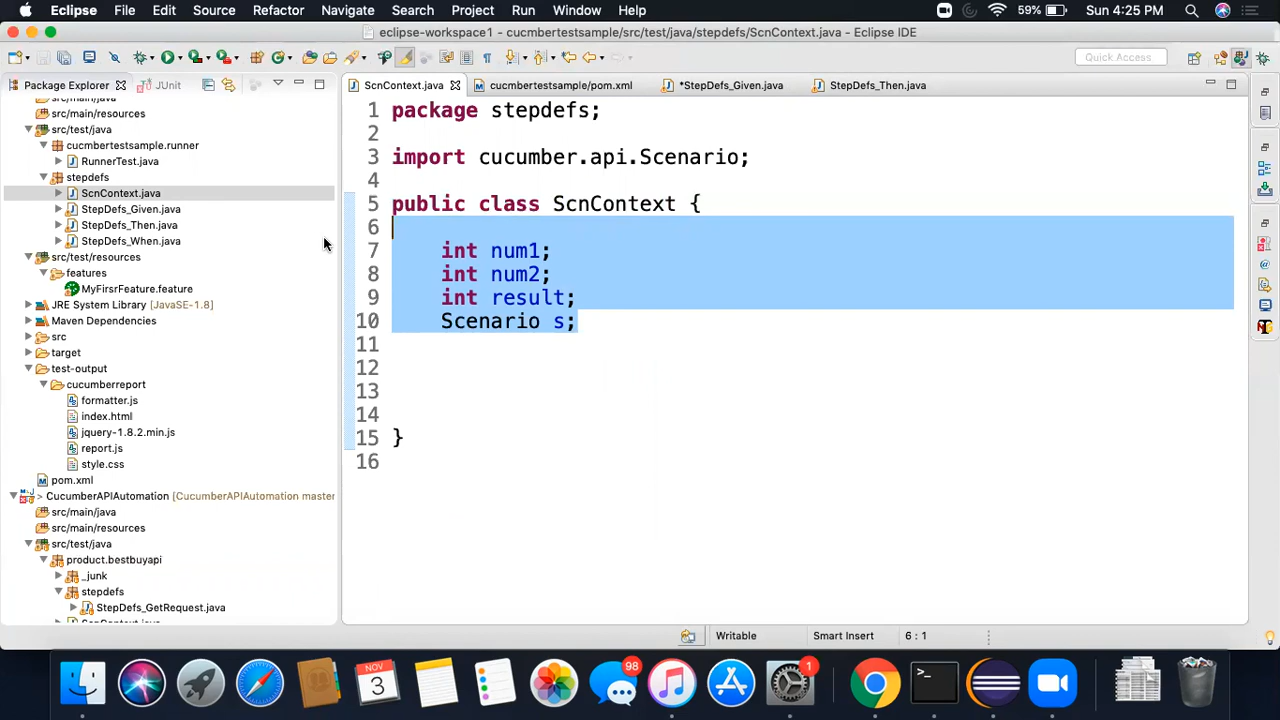 Eclipse File Edit Source Refactor Navigate Search Project Run Window Help 59% Sun 4:25 PM
eclipse-workspace1 - cucmbertestsample/src/test/java/stepdefs/ScnContext.java - Eclipse IDE
Quick Access
Package Explorer JUnit
ScnContext.java cucmbertestsample/pom.xml *StepDefs_Given.java StepDefs_Then.java
src/main/java
src/main/resources
src/test/java
cucmbertestsample.runner
RunnerTest.java
stepdefs
ScnContext.java
StepDefs_Given.java
StepDefs_Then.java
StepDefs_When.java
src/test/resources
features
MyFirsrFeature.feature
JRE System Library [JavaSE-1.8]
Maven Dependencies
src
target
test-output
cucumberreport
formatter.js
index.html
jquery-1.8.2.min.js
report.js
style.css
pom.xml
> CucumberAPIAutomation [CucumberAPIAutomation master
src/main/java
src/main/resources
src/test/java
product.bestbuyapi
_junk
stepdefs
StepDefs_GetRequest.java
ScnContext.java
1 package stepdefs;
2
3 import cucumber.api.Scenario;
4
5 public class ScnContext {
6
7 int num1;
8 int num2;
9 int result;
10 Scenario s;
11
12
13
14
15 }
16
Writable Smart Insert 6 : 1
NOV
3
98
1